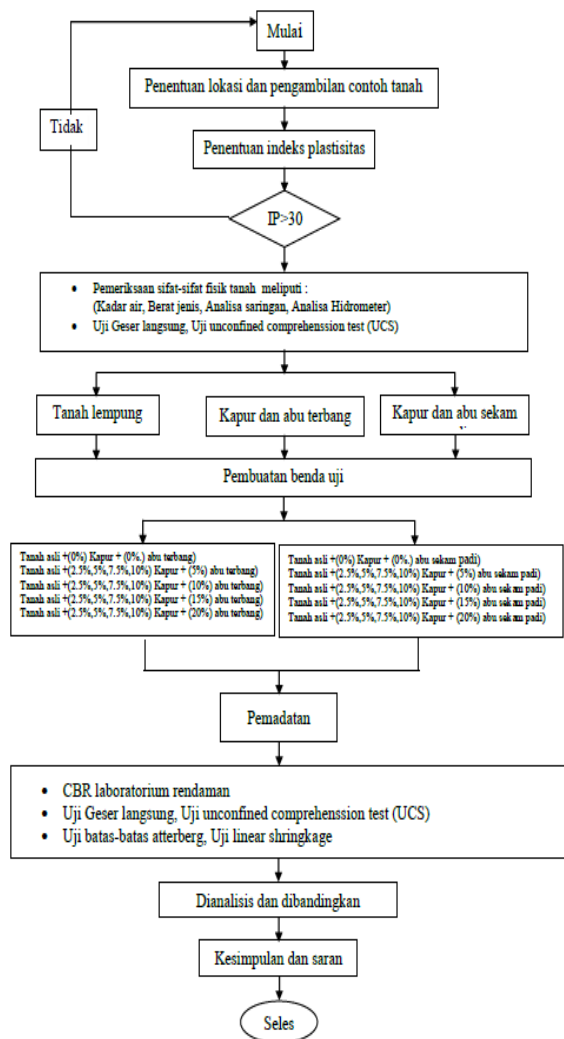 Mulai
Penentuan lokasi dan pengambilan contoh tanah
Tidak
Penentuan indeks plastisitas
IP>30
• Pemeriksaan sifat-sifat fisik tanah meliputi :
(Kadar air, Berat jenis, Analisa saringan, Analisa Hidrometer)
• Uji Geser langsung, Uji unconfined comprehenssion test (UCS)
Tanah lempung
Kapur dan abu terbang
Kapur dan abu sekam
Pembuatan benda uji
Tanah asli +(0%) Kapur + (0%.) abu terbang)
Tanah asli +(2.5%,5%,7.5%,10%) Kapur + (5%) abu terbang)
Tanah asli +(2.5%,5%,7.5%,10%) Kapur + (10%) abu terbang)
Tanah asli +(2.5%,5%,7.5%,10%) Kapur + (15%) abu terbang)
Tanah asli +(2.5%,5%,7.5%,10%) Kapur + (20%) abu terbang)
Tanah asli +(0%) Kapur + (0%.) abu sekam padi)
Tanah asli +(2.5%,5%,7.5%,10%) Kapur + (5%) abu sekam padi)
Tanah asli +(2.5%,5%,7.5%,10%) Kapur + (10%) abu sekam padi)
Tanah asli +(2.5%,5%,7.5%,10%) Kapur + (15%) abu sekam padi)
Tanah asli +(2.5%,5%,7.5%,10%) Kapur + (20%) abu sekam padi)
Pemadatan
• CBR laboratorium rendaman
• Uji Geser langsung, Uji unconfined comprehenssion test (UCS)
• Uji batas-batas atterberg, Uji linear shringkage
Dianalisis dan dibandingkan
Kesimpulan dan saran
Seles